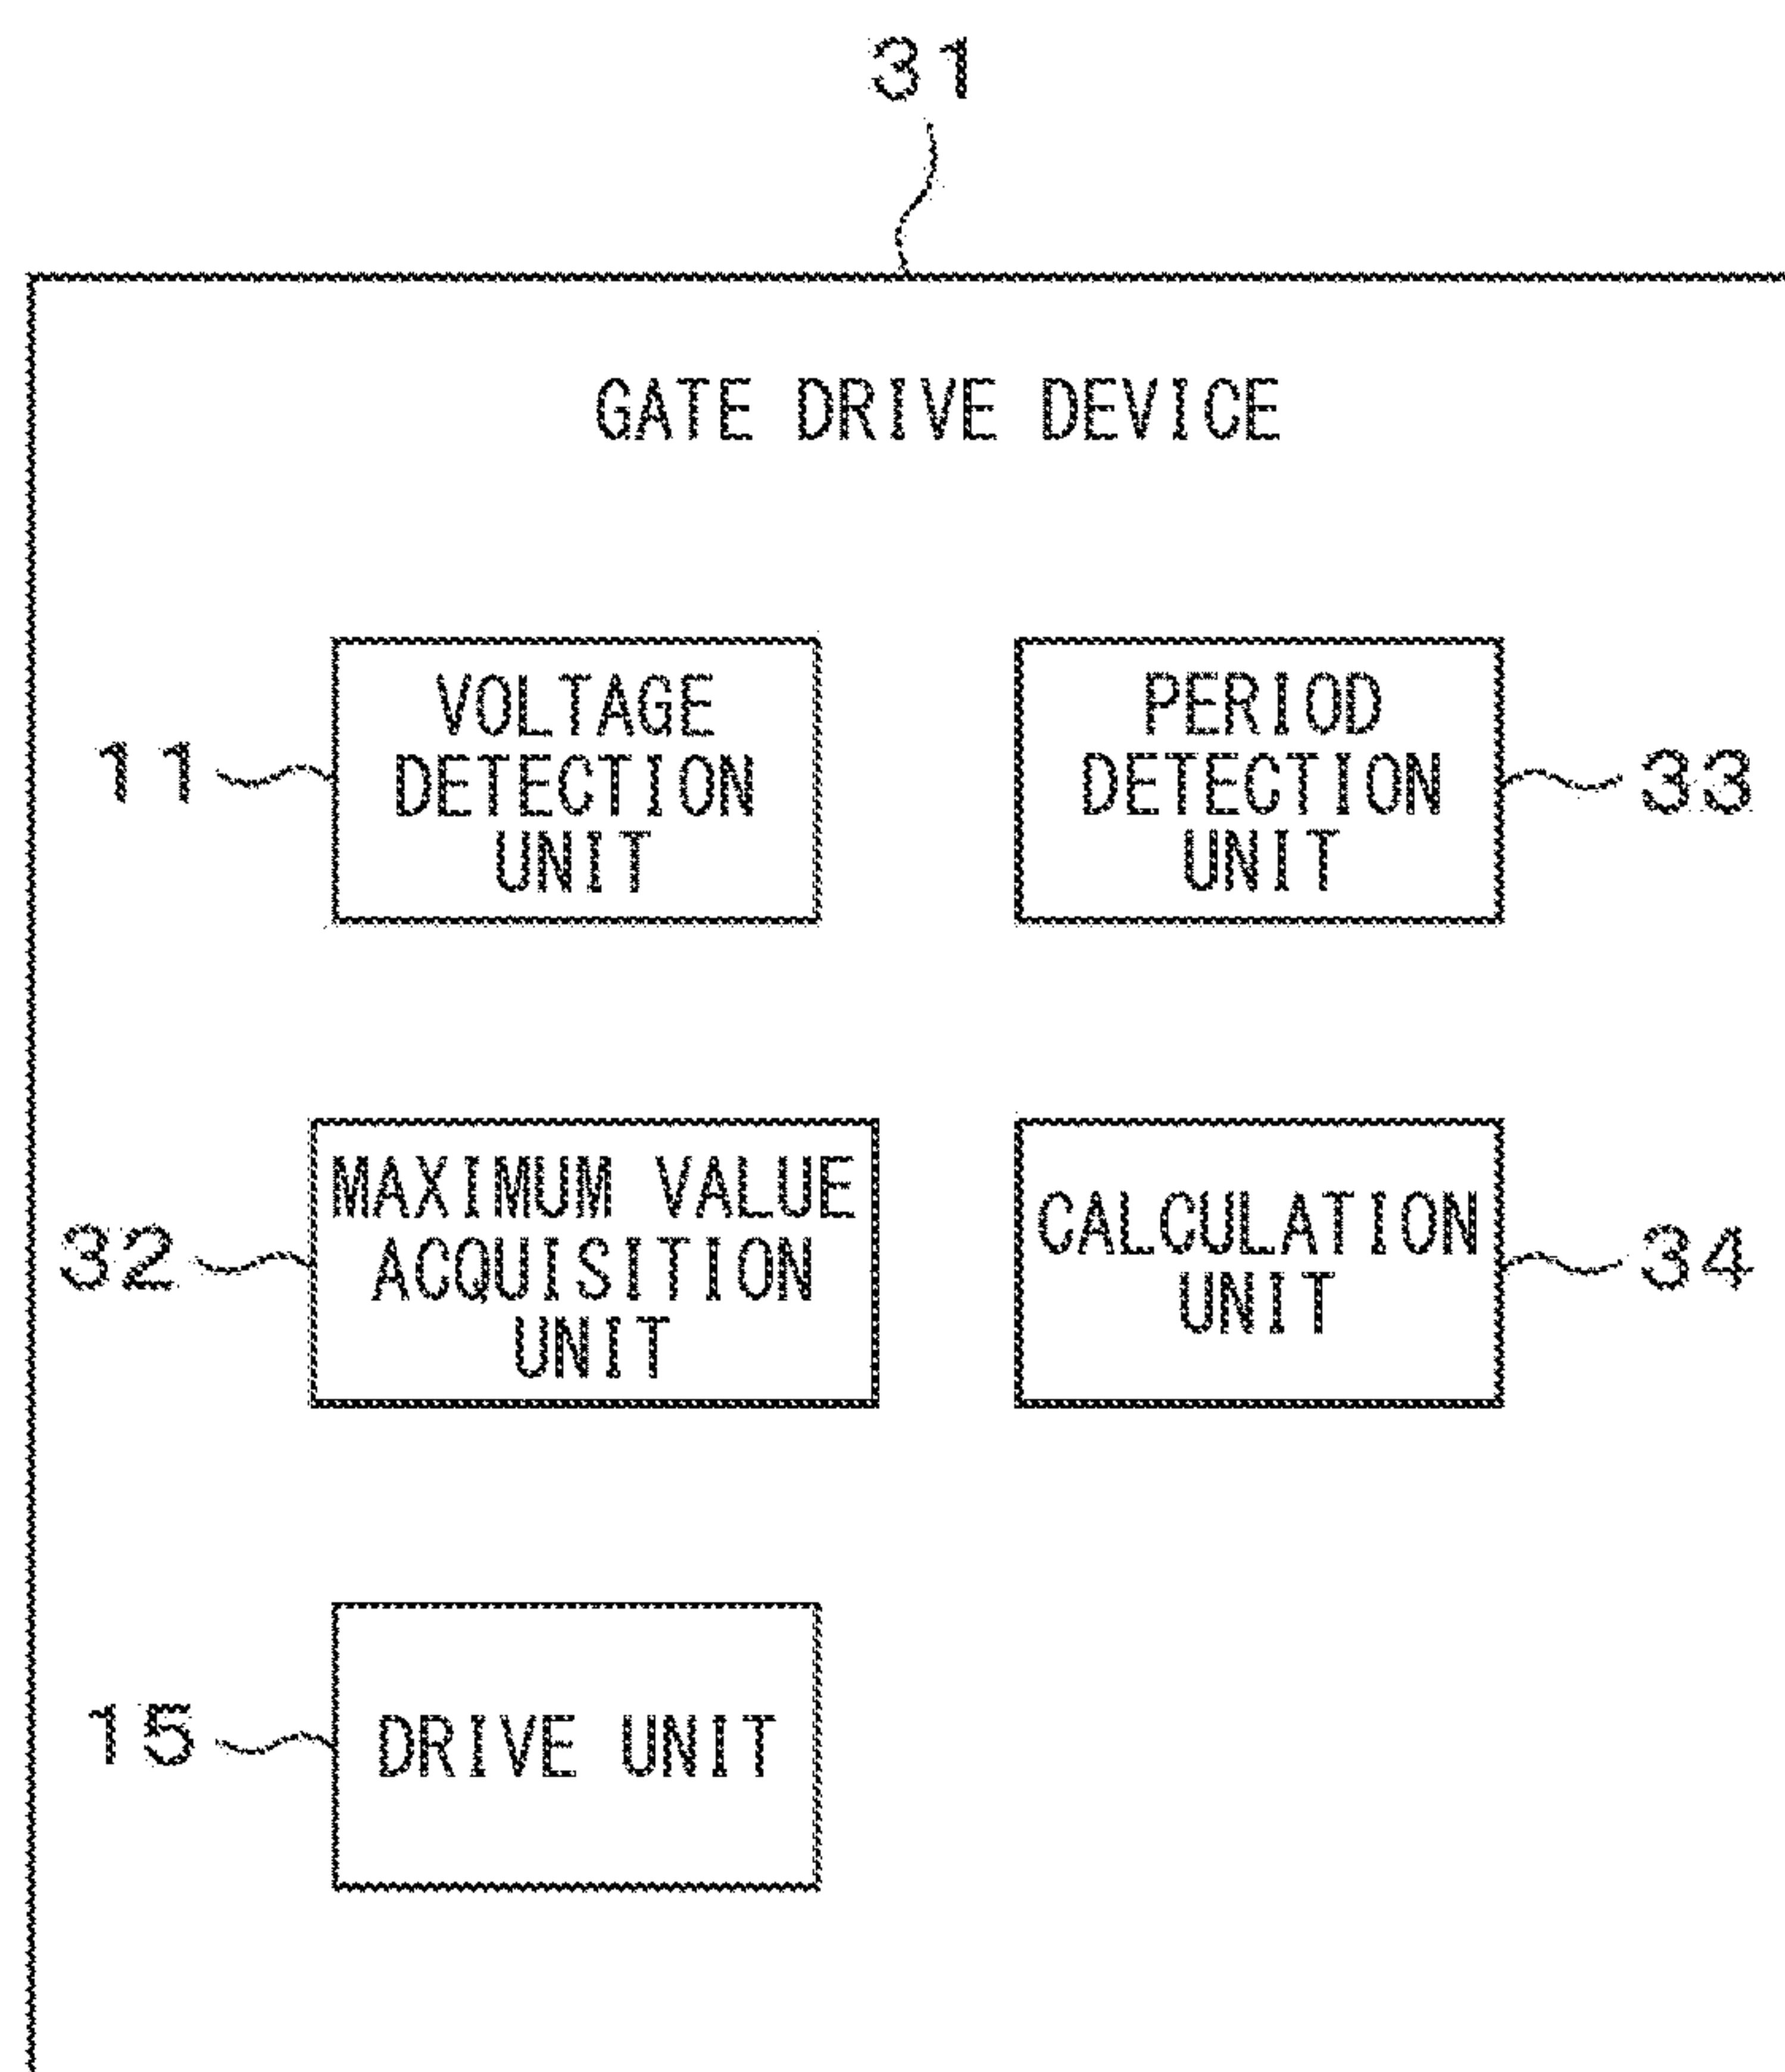 31
GATE DRIVE DEVICE
11
VOLTAGE
DETECTION
UNIT
PERIOD
DETECTION
UNIT
33
32
MAXIMUM VALUE
ACQUISITION
UNIT
CALCULATION
UNIT
34
15
DRIVE UNIT